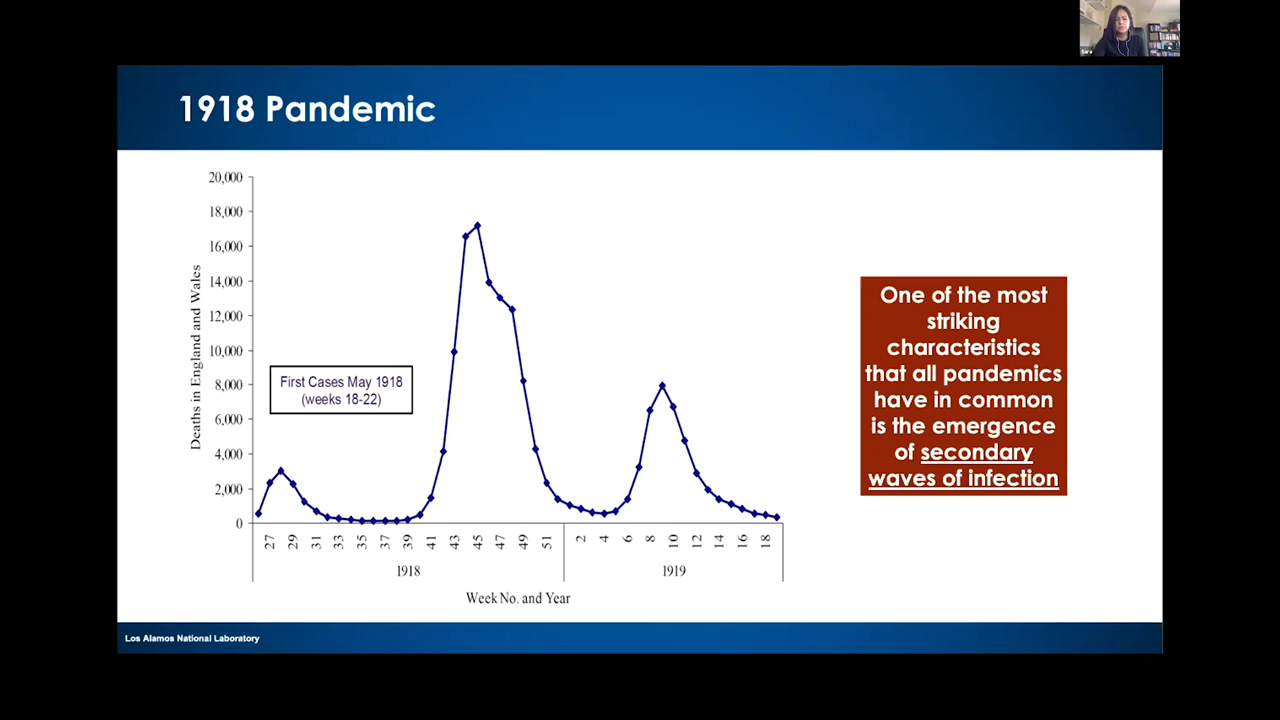 Sara
1918 Pandemic
20,000
18,000
16,000
14,000
12,000
10,000
8,000
6,000
4,000
2,000
0
Deaths in England and Wales
First Cases May 1918
(weeks 18-22)
27 29 31 33 35 37 39 41 43 45 47 49 51 2 4 6 8 10 12 14 16 18
1918 1919
Week No. and Year
One of the most
striking
characteristics
that all pandemics
have in common
is the emergence
of secondary
waves of infection
Los Alamos National Laboratory